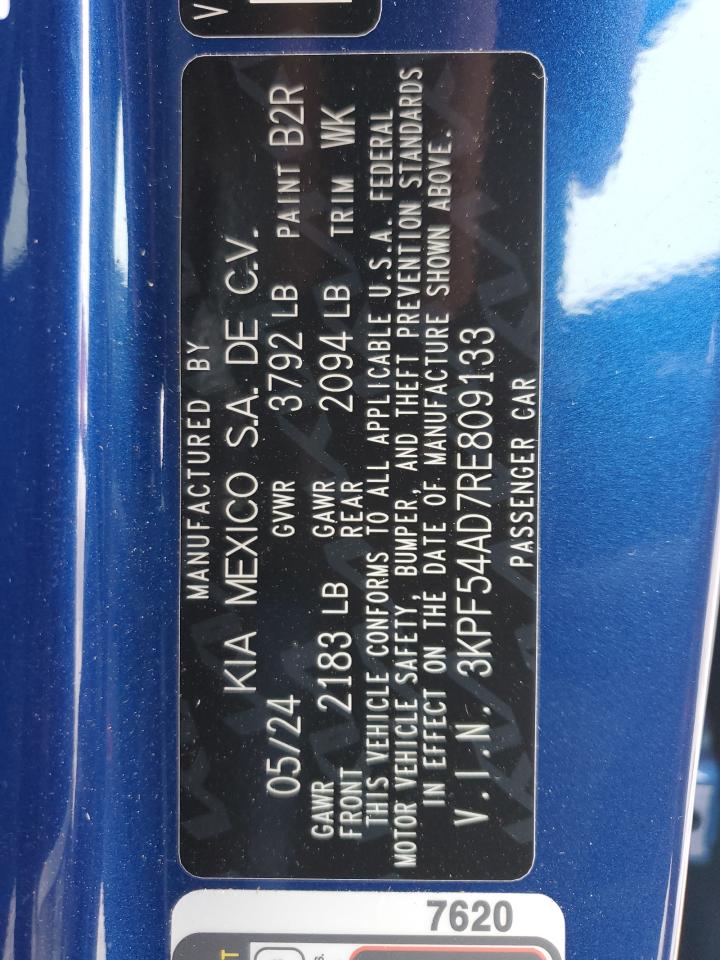 MANUFACTURED BY
KIA MEXICO S.A. DE C.V.
05/24 GVWR 3792 LB PAINT B2R
GAWR FRONT 2183 LB GAWR REAR 2094 LB TRIM WK
THIS VEHICLE CONFORMS TO ALL APPLICABLE U.S.A. FEDERAL
MOTOR VEHICLE SAFETY, BUMPER, AND THEFT PREVENTION STANDARDS
IN EFFECT ON THE DATE OF MANUFACTURE SHOWN ABOVE.
V.I.N. 3KPF54AD7RE809133
PASSENGER CAR
7620